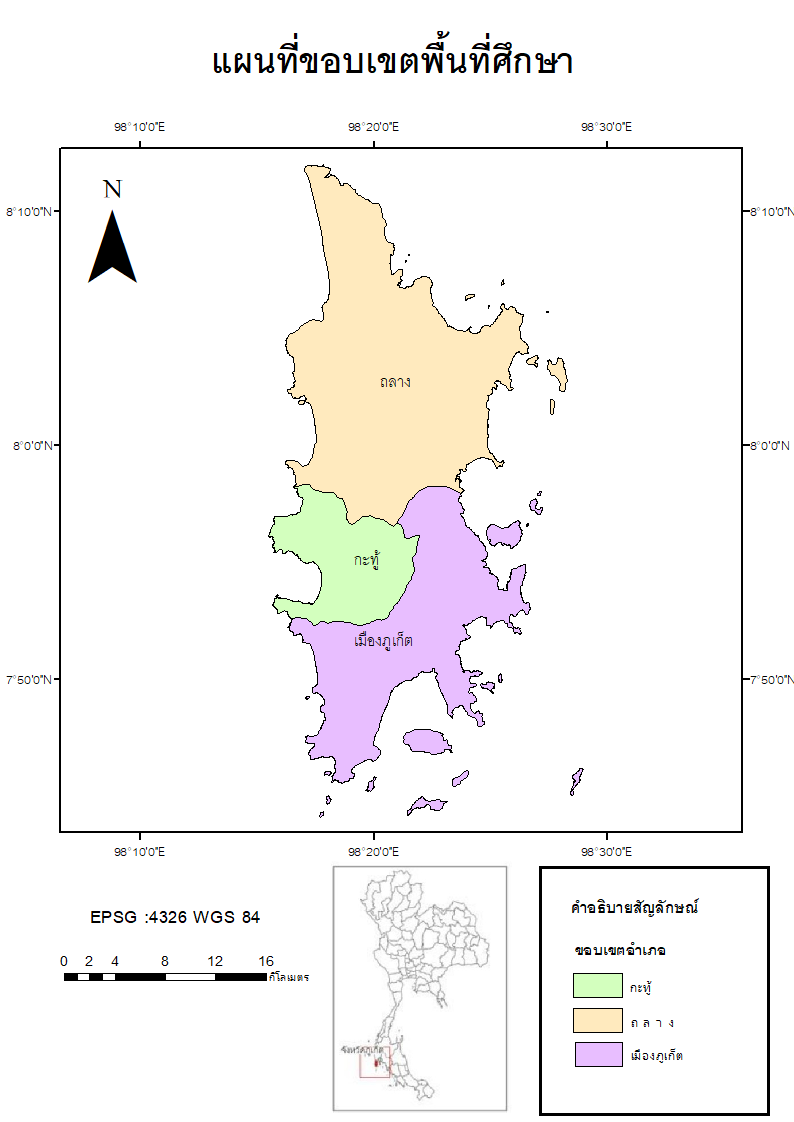 แผนที่ขอบเขตพื้นที่ศึกษา
98°10'0"E 98°20'0"E 98°30'0"E
N
8°10'0"N 8°10'0"N
ถลาง
8°0'0"N 8°0'0"N
กะทู้
เมืองภูเก็ต
7°50'0"N 7°50'0"N
98°10'0"E 98°20'0"E 98°30'0"E
EPSG :4326 WGS 84
0 2 4 8 12 16
กิโลเมตร
จังหวัดภูเก็ต
คำอธิบายสัญลักษณ์
ขอบเขตอำเภอ
กะทู้
ถ ล า ง
เมืองภูเก็ต